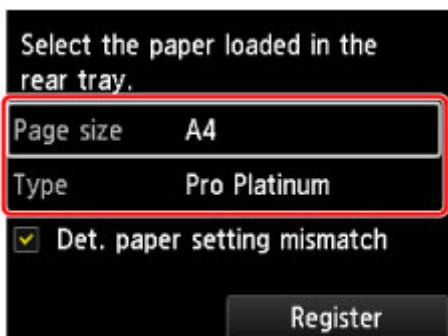 Select the paper loaded in the
rear tray.
Page size A4
Type Pro Platinum
Det. paper setting mismatch
Register